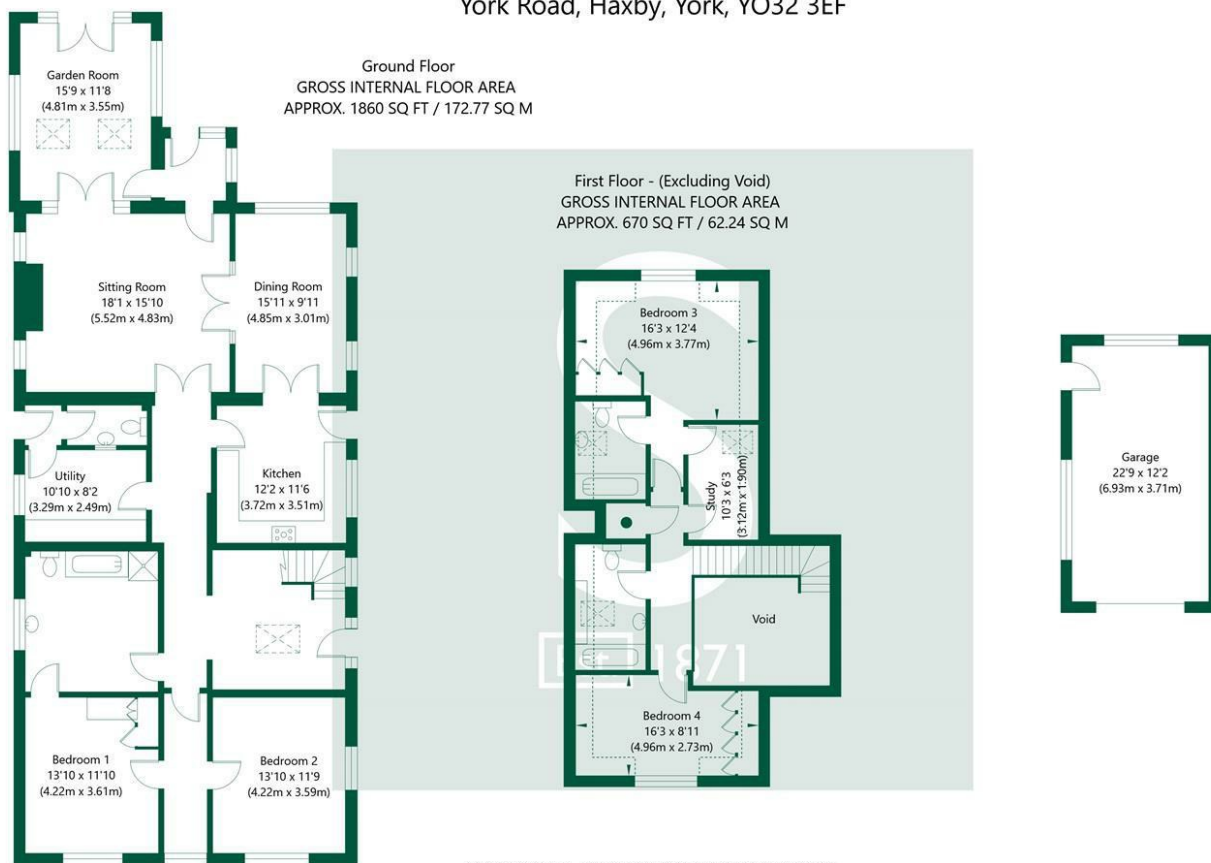 York Road, Haxby, York, YO32 3EF
Ground Floor
GROSS INTERNAL FLOOR AREA
APPROX. 1860 SQ FT / 172.77 SQ M
Garden Room
15'9 x 11'8
(4.81m x 3.55m)
Sitting Room
18'1 x 15'10
(5.52m x 4.83m)
Dining Room
15'11 x 9'11
(4.85m x 3.01m)
Utility
10'10 x 8'2
(3.29m x 2.49m)
Kitchen
12'2 x 11'6
(3.72m x 3.51m)
Bedroom 1
13'10 x 11'10
(4.22m x 3.61m)
Bedroom 2
13'10 x 11'9
(4.22m x 3.59m)
First Floor - (Excluding Void)
GROSS INTERNAL FLOOR AREA
APPROX. 670 SQ FT / 62.24 SQ M
Bedroom 3
16'3 x 12'4
(4.96m x 3.77m)
Study
10'3 x 6'3
(3.12m x 1.90m)
Void
Est 1871
Bedroom 4
16'3 x 8'11
(4.96m x 2.73m)
Garage
22'9 x 12'2
(6.93m x 3.71m)